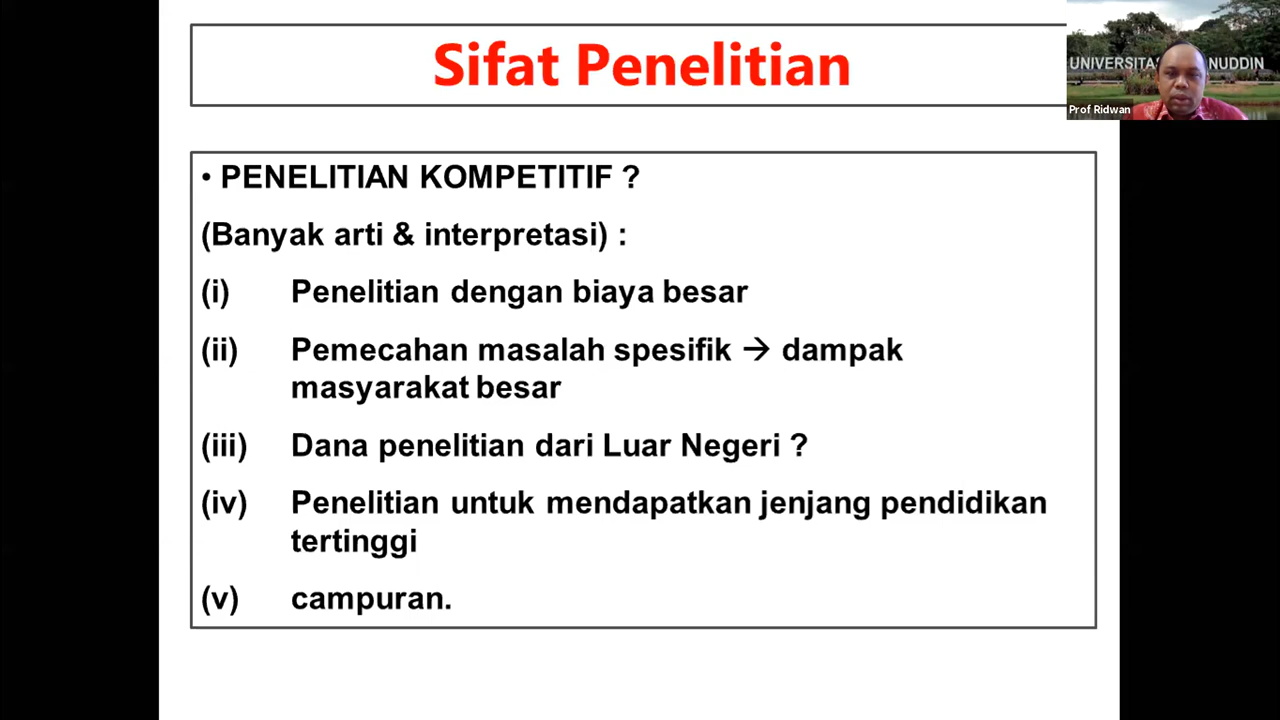 Sifat Penelitian
UNIVERSITAS NUDDIN
Prof Ridwan
• PENELITIAN KOMPETITIF ?
(Banyak arti & interpretasi) :
(i) Penelitian dengan biaya besar
(ii) Pemecahan masalah spesifik → dampak
masyarakat besar
(iii) Dana penelitian dari Luar Negeri ?
(iv) Penelitian untuk mendapatkan jenjang pendidikan
tertinggi
(v) campuran.